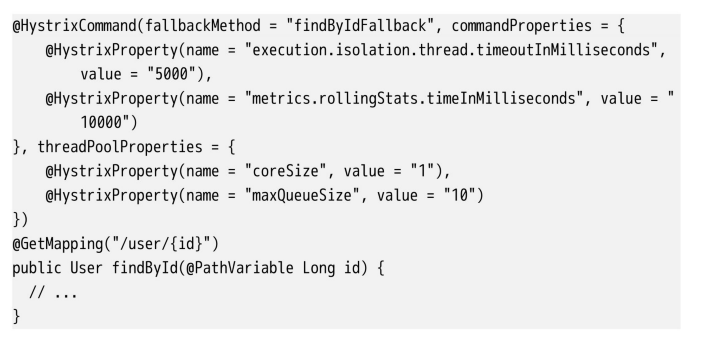 @HystrixCommand(fallbackMethod = "findByIdFallback", commandProperties = {
    @HystrixProperty(name = "execution.isolation.thread.timeoutInMilliseconds",
        value = "5000"),
    @HystrixProperty(name = "metrics.rollingStats.timeInMilliseconds", value = "
        10000")
}, threadPoolProperties = {
    @HystrixProperty(name = "coreSize", value = "1"),
    @HystrixProperty(name = "maxQueueSize", value = "10")
})
@GetMapping("/user/{id}")
public User findById(@PathVariable Long id) {
  // ...
}